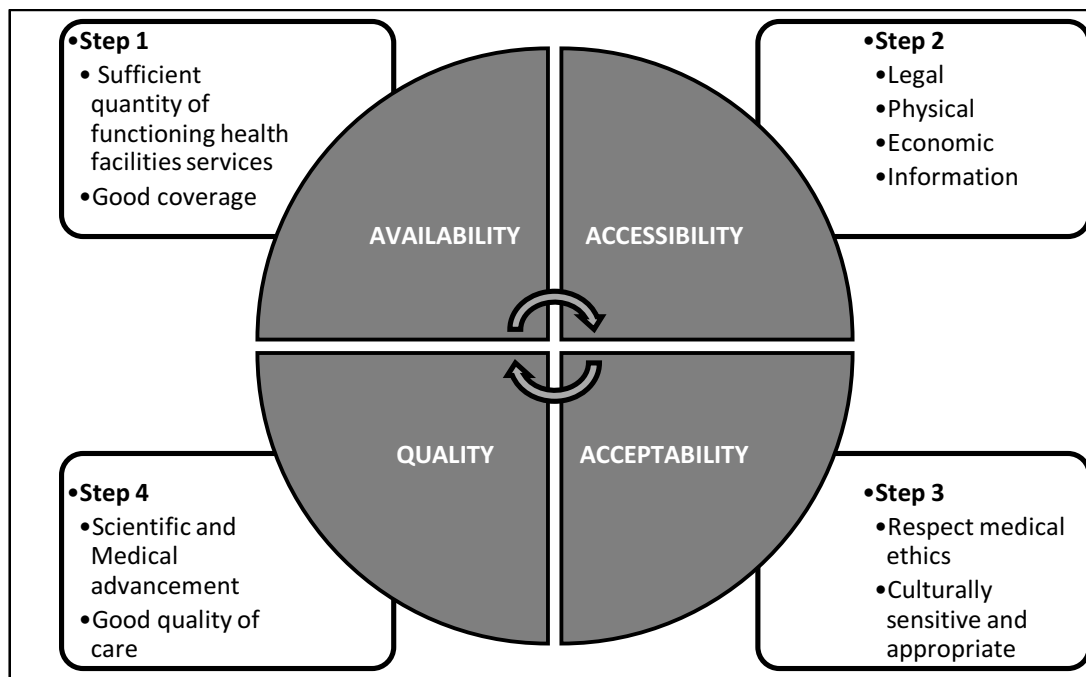 •Step 1
• Sufficient
quantity of
functioning health
facilities services
•Good coverage
•Step 2
•Legal
•Physical
•Economic
•Information
AVAILABILITY
ACCESSIBILITY
QUALITY
ACCEPTABILITY
•Step 4
•Scientific and
Medical
advancement
•Good quality of
care
•Step 3
•Respect medical
ethics
•Culturally
sensitive and
appropriate